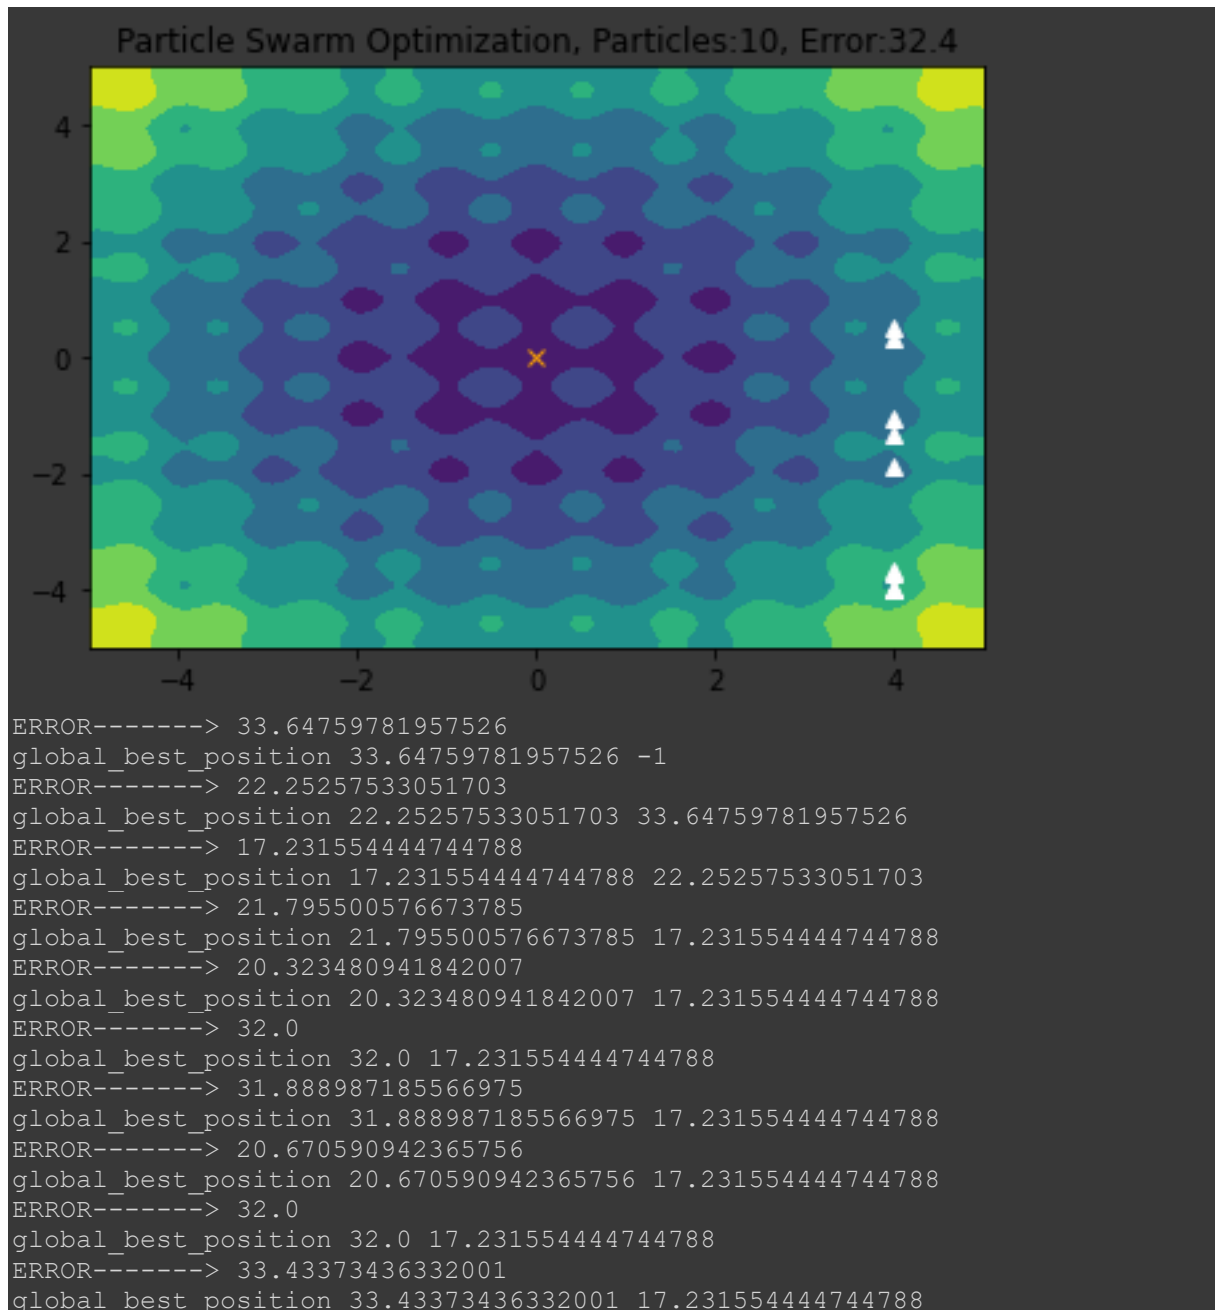 Particle Swarm Optimization, Particles:10, Error:32.4
4
2
0
−2
−4
−4 −2 0 2 4
ERROR-------> 33.64759781957526
global_best_position 33.64759781957526 -1
ERROR-------> 22.25257533051703
global_best_position 22.25257533051703 33.64759781957526
ERROR-------> 17.231554444744788
global_best_position 17.231554444744788 22.25257533051703
ERROR-------> 21.795500576673785
global_best_position 21.795500576673785 17.231554444744788
ERROR-------> 20.323480941842007
global_best_position 20.323480941842007 17.231554444744788
ERROR-------> 32.0
global_best_position 32.0 17.231554444744788
ERROR-------> 31.888987185566975
global_best_position 31.888987185566975 17.231554444744788
ERROR-------> 20.670590942365756
global_best_position 20.670590942365756 17.231554444744788
ERROR-------> 32.0
global_best_position 32.0 17.231554444744788
ERROR-------> 33.43373436332001
global_best_position 33.43373436332001 17.231554444744788